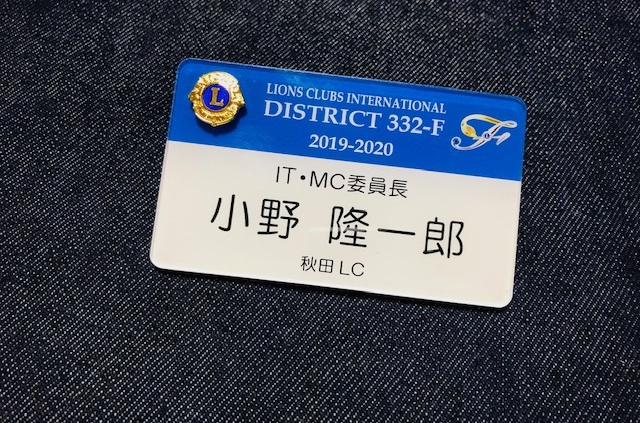 LIONS CLUBS INTERNATIONAL
DISTRICT 332-F
2019-2020
IT・MC委員長
小野 隆一郎
秋田 LC
L